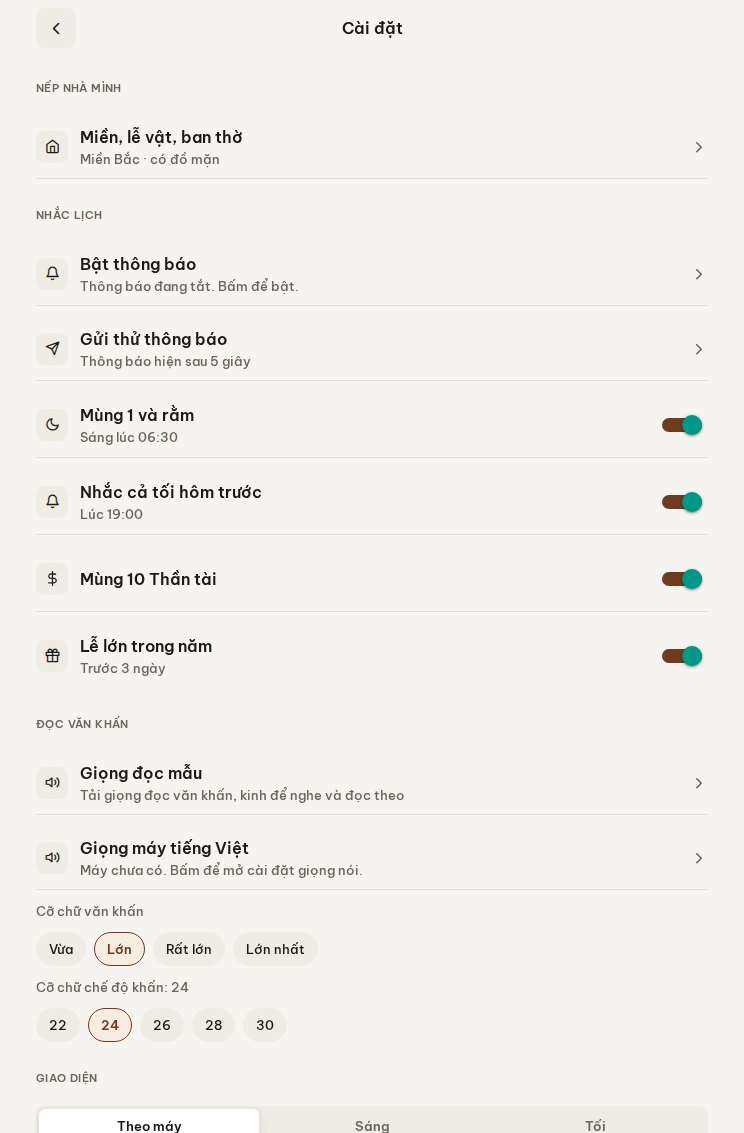 Cài đặt
NẾP NHÀ MÌNH
Miền, lễ vật, ban thờ
Miền Bắc · có đồ mặn
NHẮC LỊCH
Bật thông báo
Thông báo đang tắt. Bấm để bật.
Gửi thử thông báo
Thông báo hiện sau 5 giây
Mùng 1 và rằm
Sáng lúc 06:30
Nhắc cả tối hôm trước
Lúc 19:00
Mùng 10 Thần tài
Lễ lớn trong năm
Trước 3 ngày
ĐỌC VĂN KHẤN
Giọng đọc mẫu
Tải giọng đọc văn khấn, kinh để nghe và đọc theo
Giọng máy tiếng Việt
Máy chưa có. Bấm để mở cài đặt giọng nói.
Cỡ chữ văn khấn
Vừa Lớn Rất lớn Lớn nhất
Cỡ chữ chế độ khấn: 24
22 24 26 28 30
GIAO DIỆN
Theo máy Sáng Tối